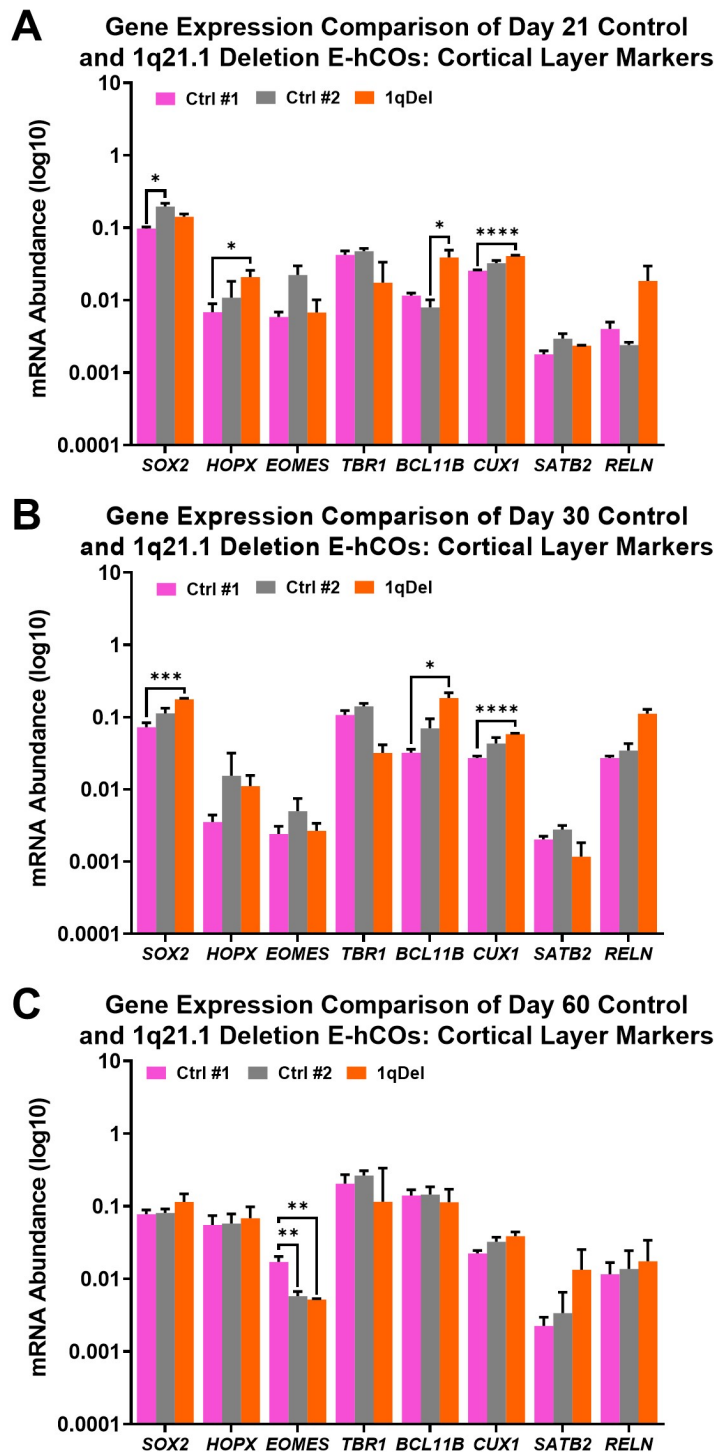 A
Gene Expression Comparison of Day 21 Control
and 1q21.1 Deletion E-hCOs: Cortical Layer Markers
mRNA Abundance (log10)
10
1
0.1
0.01
0.001
0.0001
Ctrl #1 Ctrl #2 1qDel
* * * ****
SOX2 HOPX EOMES TBR1 BCL11B CUX1 SATB2 RELN
B
Gene Expression Comparison of Day 30 Control
and 1q21.1 Deletion E-hCOs: Cortical Layer Markers
mRNA Abundance (log10)
10
1
0.1
0.01
0.001
0.0001
Ctrl #1 Ctrl #2 1qDel
*** * ****
SOX2 HOPX EOMES TBR1 BCL11B CUX1 SATB2 RELN
C
Gene Expression Comparison of Day 60 Control
and 1q21.1 Deletion E-hCOs: Cortical Layer Markers
mRNA Abundance (log10)
10
1
0.1
0.01
0.001
0.0001
Ctrl #1 Ctrl #2 1qDel
**
**
SOX2 HOPX EOMES TBR1 BCL11B CUX1 SATB2 RELN